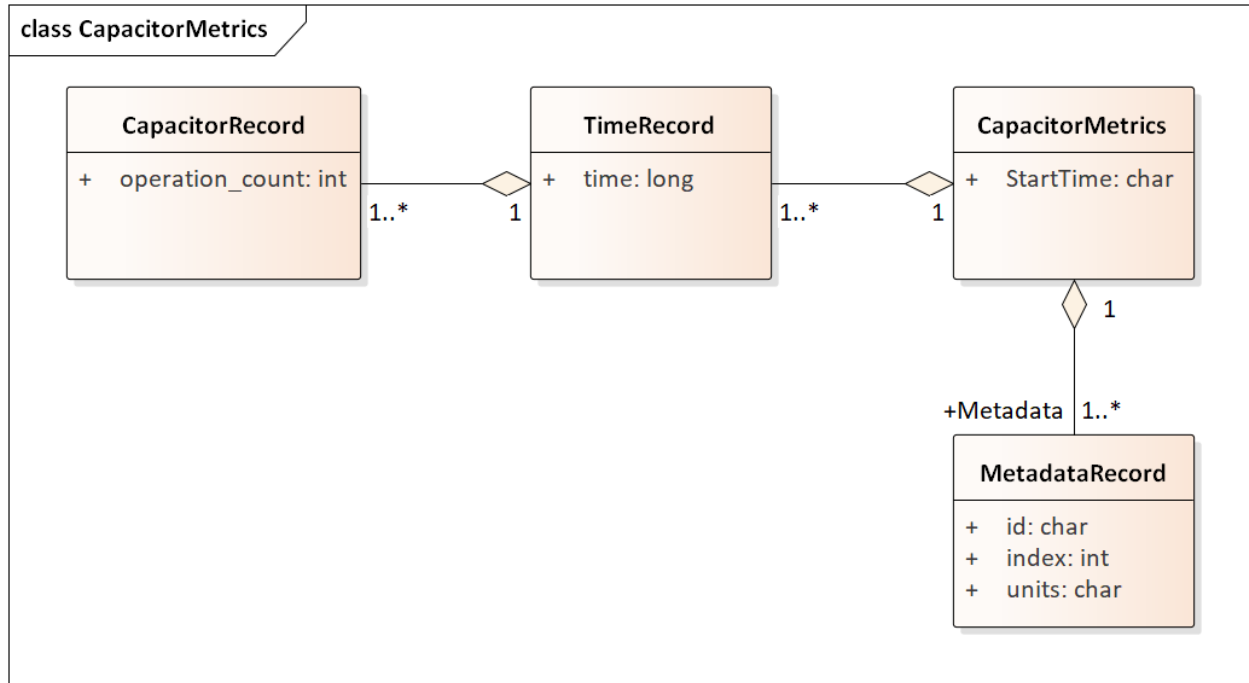 class CapacitorMetrics
CapacitorRecord
+ operation_count: int
1..*
1
TimeRecord
+ time: long
1..*
1
CapacitorMetrics
+ StartTime: char
1
+Metadata 1..*
MetadataRecord
+ id: char
+ index: int
+ units: char